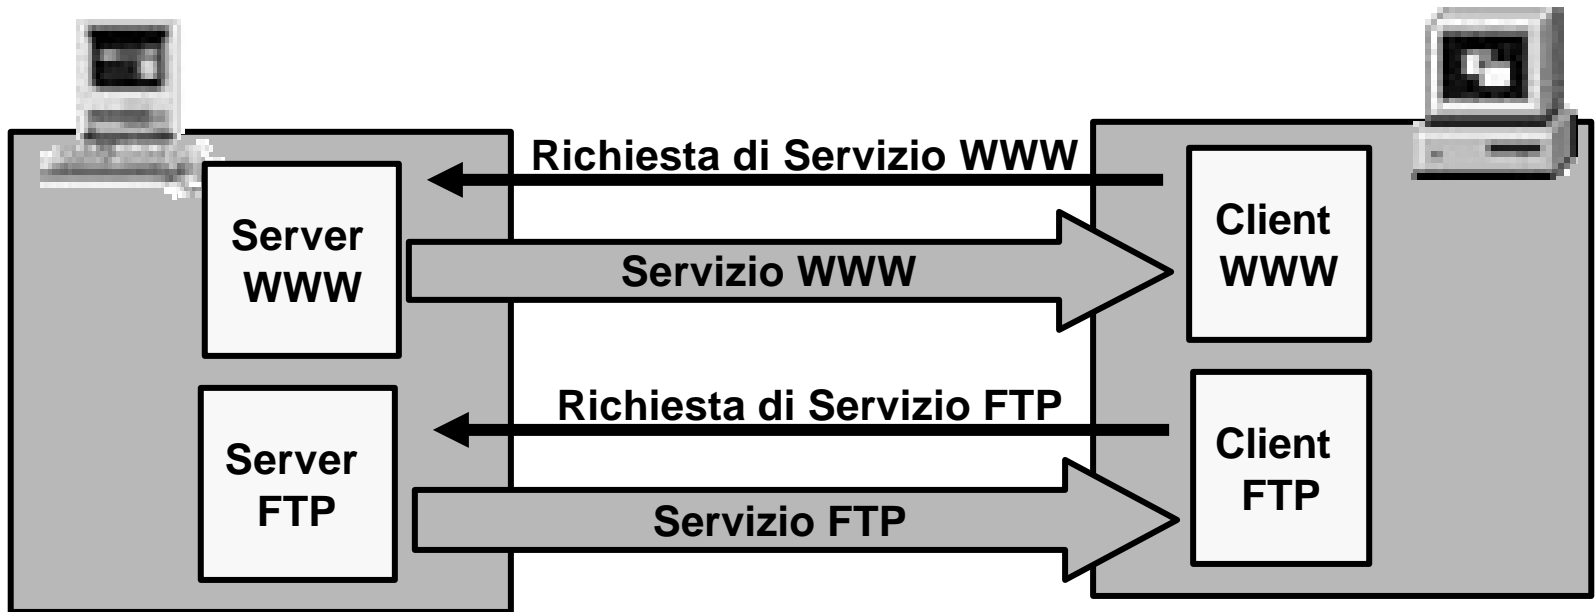 Richiesta di Servizio WWW
Server
WWW
Servizio WWW
Client
WWW
Richiesta di Servizio FTP
Server
FTP
Servizio FTP
Client
FTP